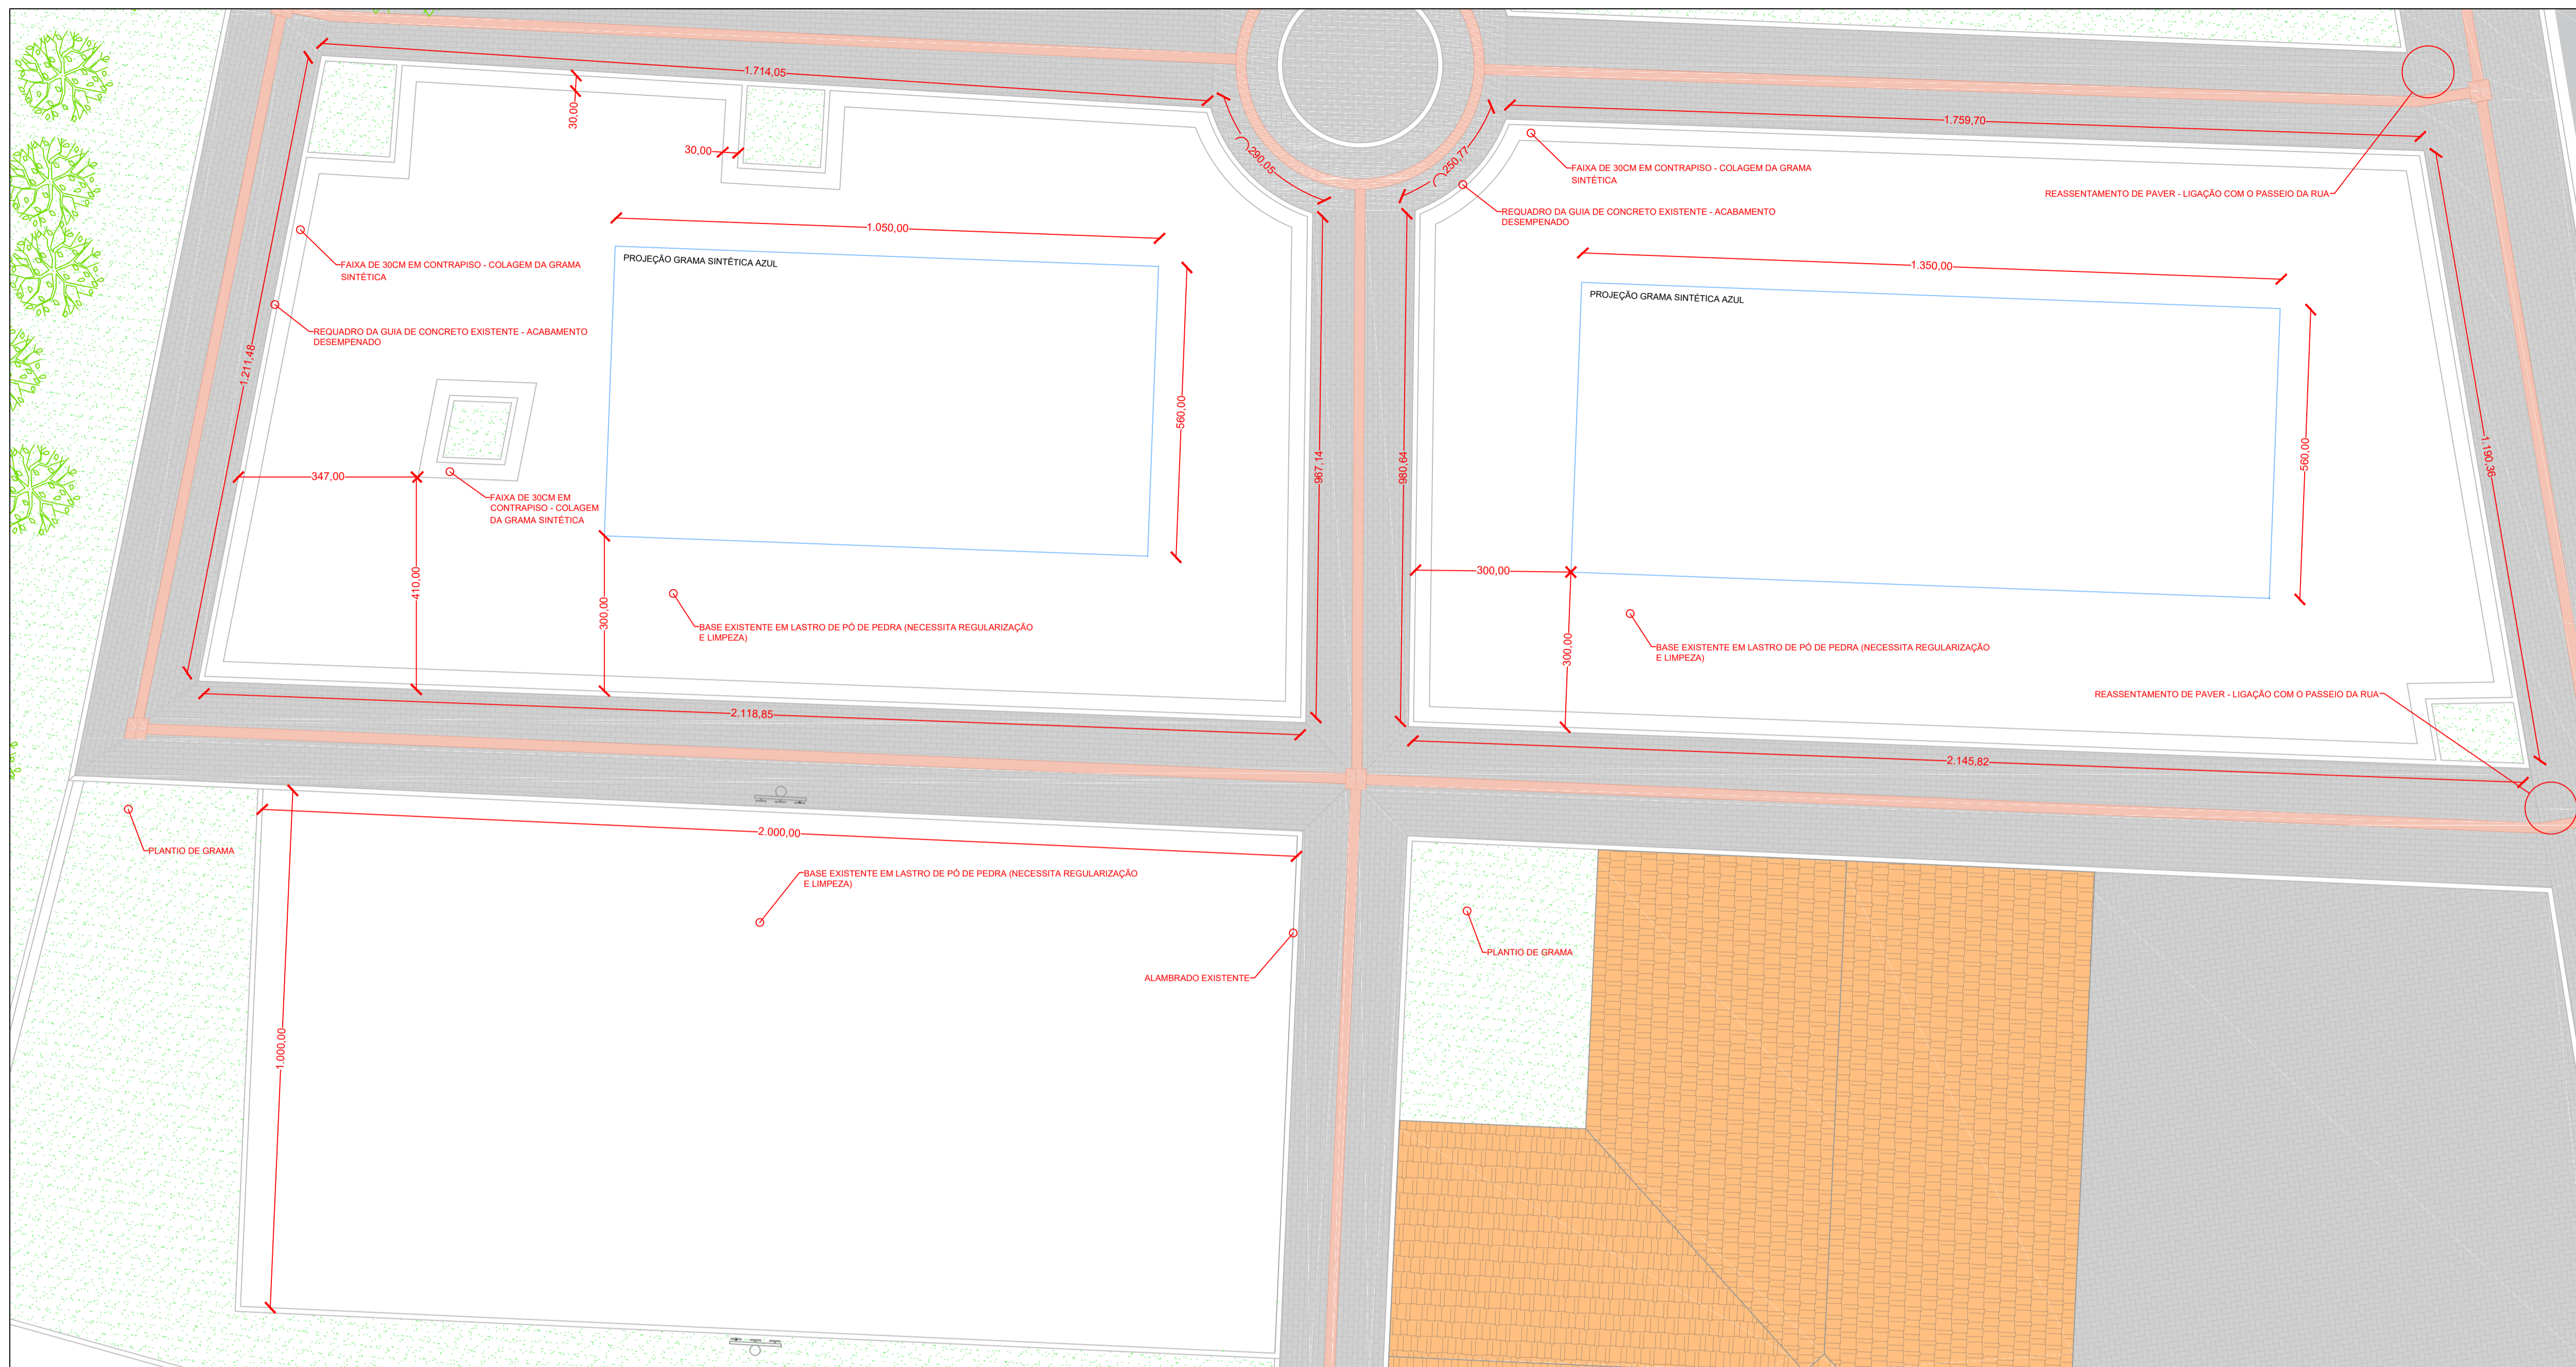 1.714,05
30,00
30,00
290,05
250,77
1.759,70
FAIXA DE 30CM EM CONTRAPISO - COLAGEM DA GRAMA
SINTÉTICA
REASSENTAMENTO DE PAVER - LIGAÇÃO COM O PASSEIO DA RUA
REQUADRO DA GUIA DE CONCRETO EXISTENTE - ACABAMENTO
DESEMPENADO
1.050,00
PROJEÇÃO GRAMA SINTÉTICA AZUL
FAIXA DE 30CM EM CONTRAPISO - COLAGEM DA GRAMA
SINTÉTICA
1.350,00
PROJEÇÃO GRAMA SINTÉTICA AZUL
REQUADRO DA GUIA DE CONCRETO EXISTENTE - ACABAMENTO
DESEMPENADO
1.211,48
560,00
967,14
980,64
560,00
1.190,36
347,00
FAIXA DE 30CM EM
CONTRAPISO - COLAGEM
DA GRAMA SINTÉTICA
410,00
300,00
300,00
300,00
BASE EXISTENTE EM LASTRO DE PÓ DE PEDRA (NECESSITA REGULARIZAÇÃO
E LIMPEZA)
BASE EXISTENTE EM LASTRO DE PÓ DE PEDRA (NECESSITA REGULARIZAÇÃO
E LIMPEZA)
REASSENTAMENTO DE PAVER - LIGAÇÃO COM O PASSEIO DA RUA
2.118,85
2.145,82
2.000,00
PLANTIO DE GRAMA
BASE EXISTENTE EM LASTRO DE PÓ DE PEDRA (NECESSITA REGULARIZAÇÃO
E LIMPEZA)
PLANTIO DE GRAMA
ALAMBRADO EXISTENTE
1.000,00